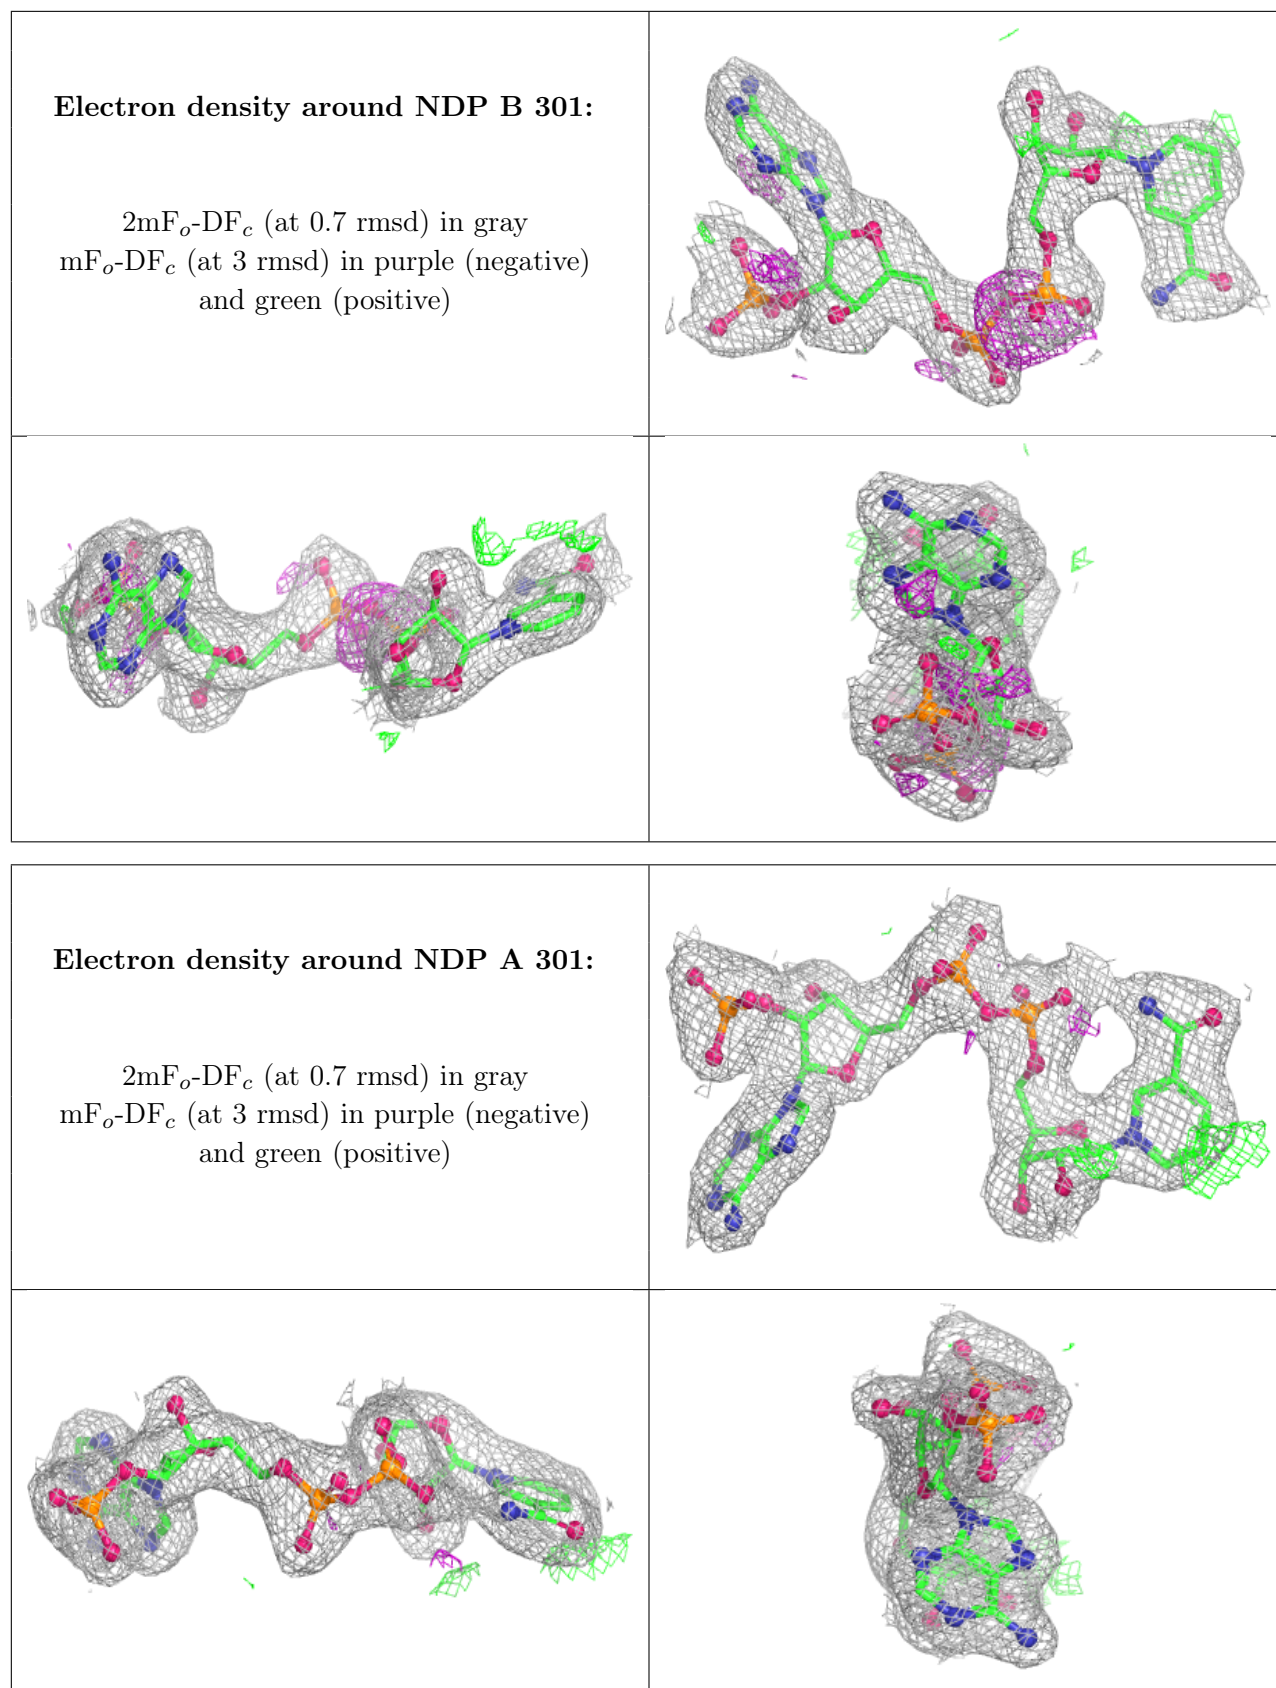 Electron density around NDP B 301:
2mFo-DFc (at 0.7 rmsd) in gray
mFo-DFc (at 3 rmsd) in purple (negative)
and green (positive)
Electron density around NDP A 301:
2mFo-DFc (at 0.7 rmsd) in gray
mFo-DFc (at 3 rmsd) in purple (negative)
and green (positive)